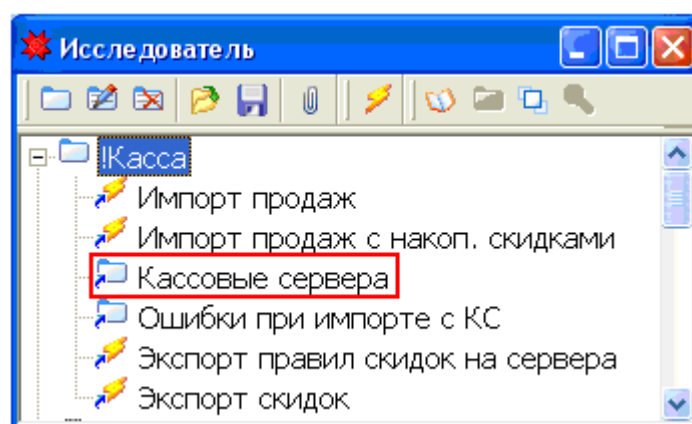 Исследователь
!Касса
Импорт продаж
Импорт продаж с накоп. скидками
Кассовые сервера
Ошибки при импорте с КС
Экспорт правил скидок на сервера
Экспорт скидок